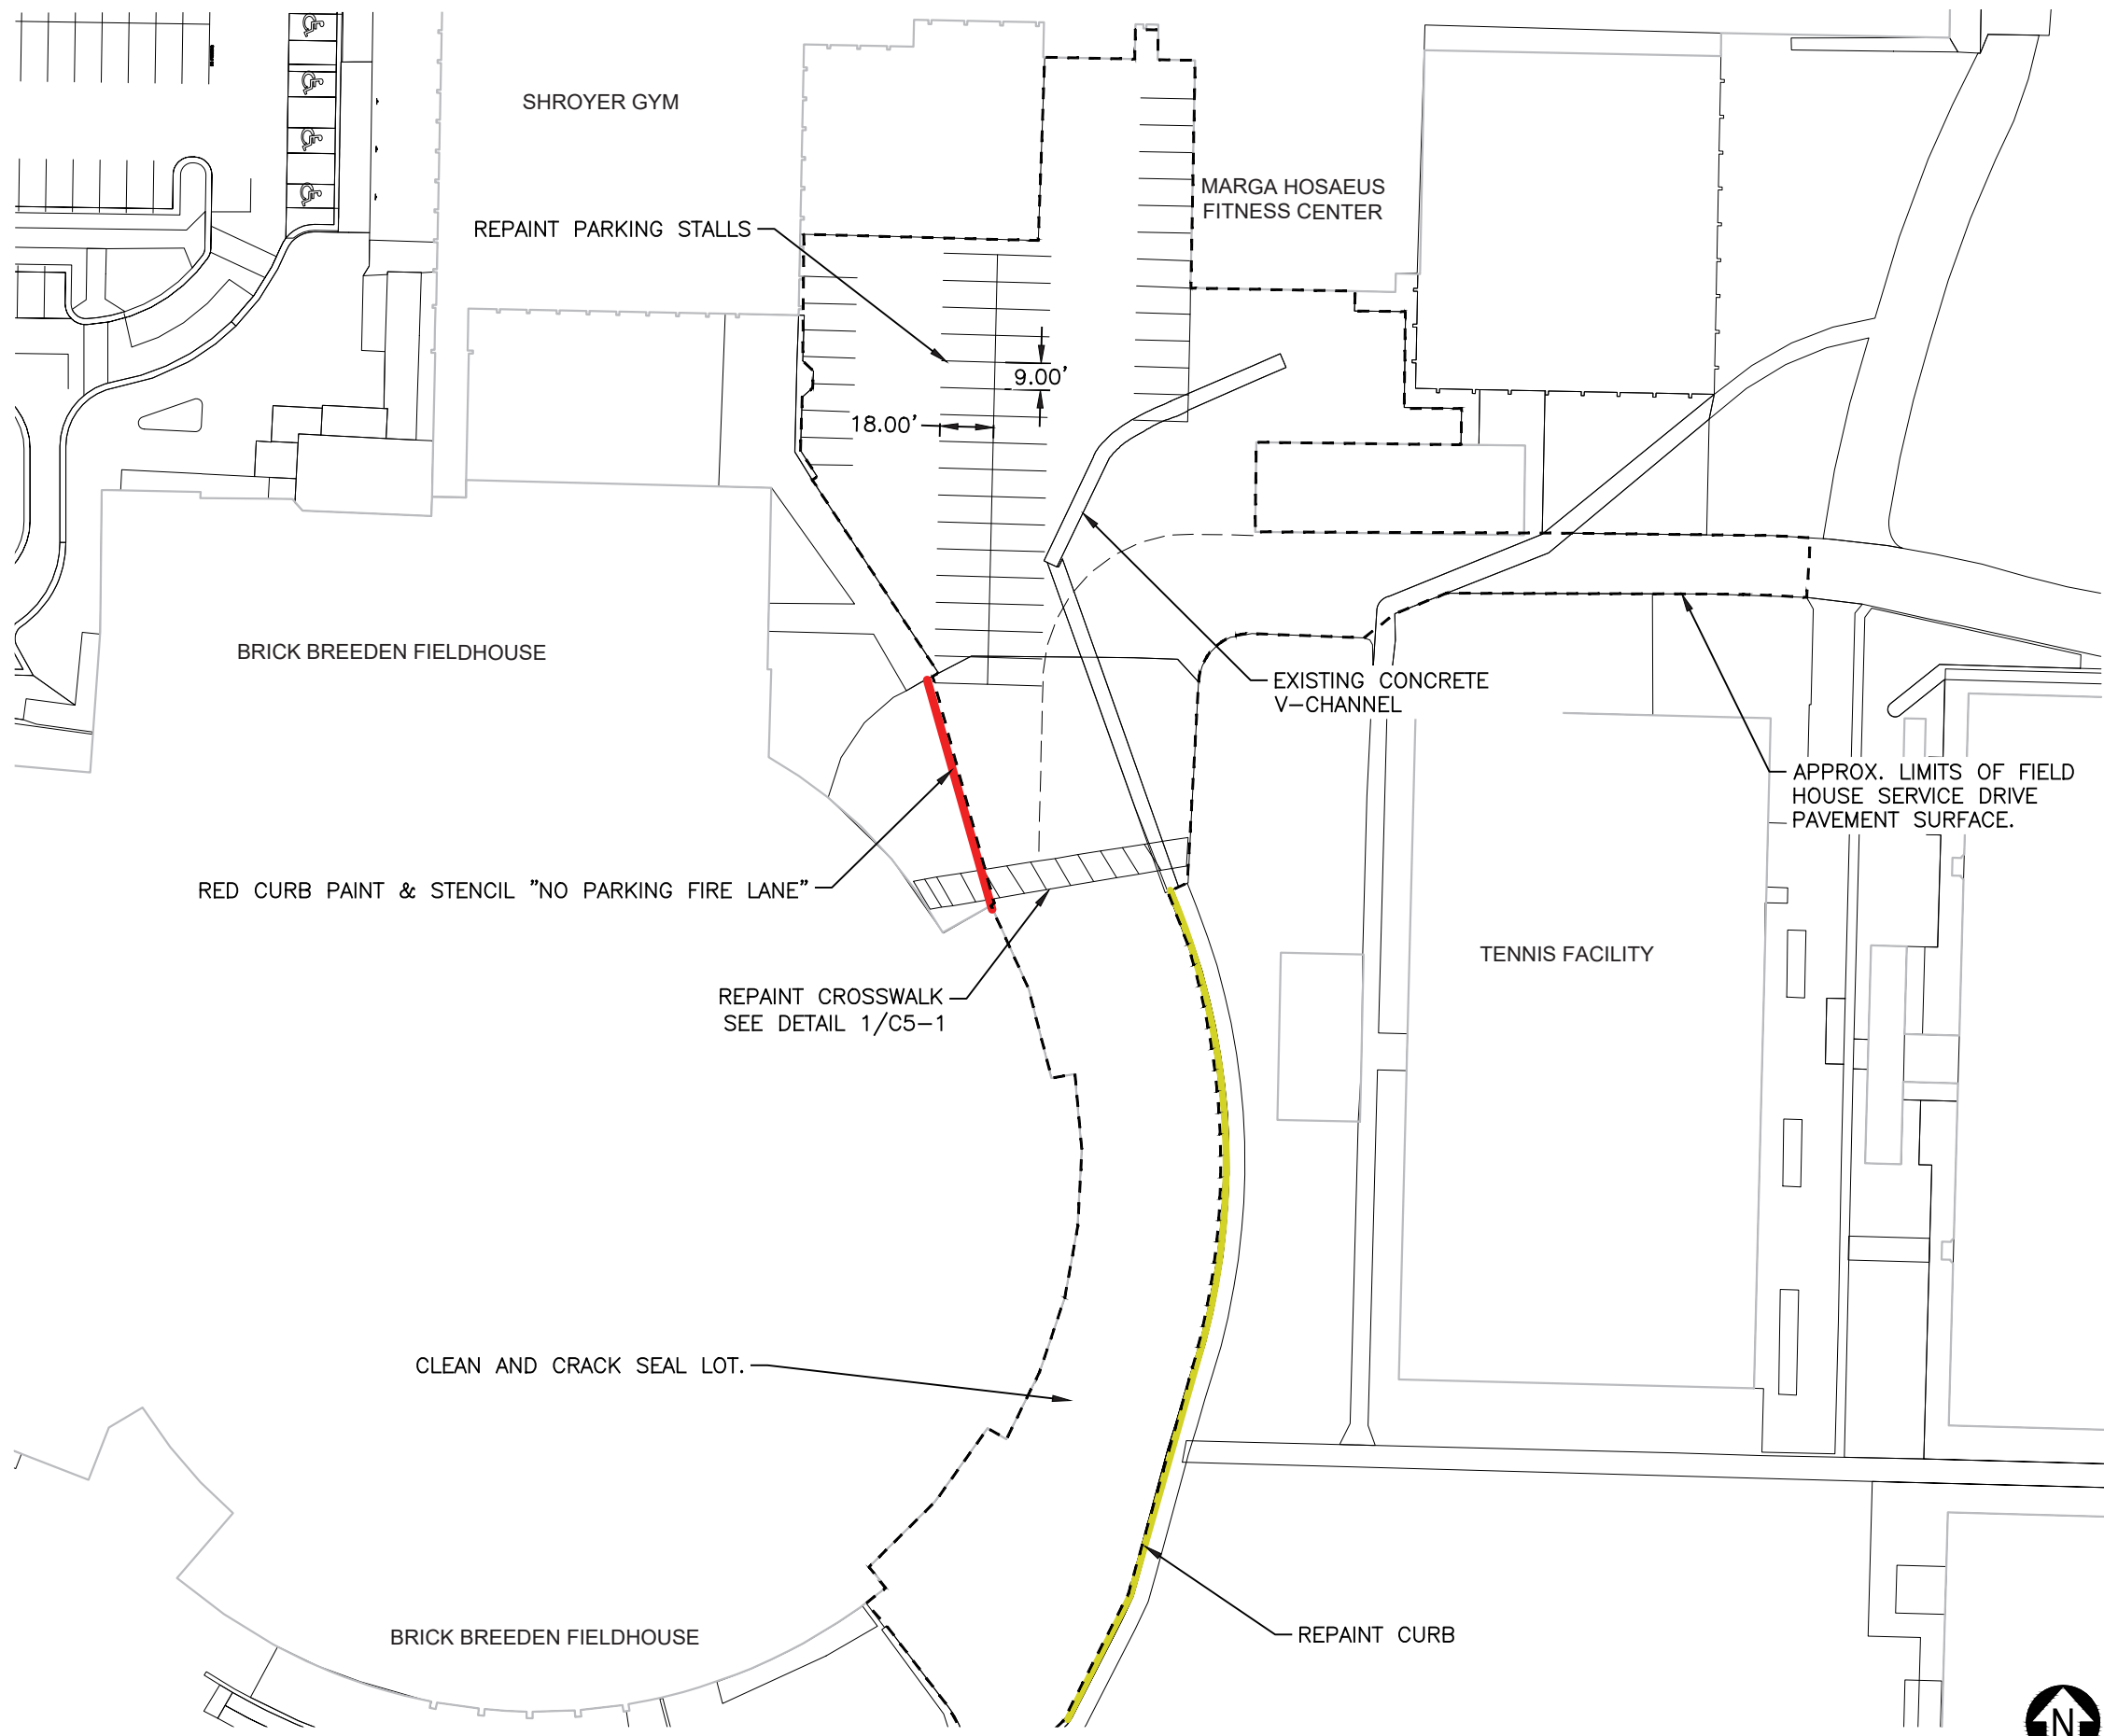 SHROYER GYM
MARGA HOSAEUS
FITNESS CENTER
REPAINT PARKING STALLS
9.00'
18.00'
BRICK BREEDEN FIELDHOUSE
EXISTING CONCRETE
V-CHANNEL
APPROX. LIMITS OF FIELD
HOUSE SERVICE DRIVE
PAVEMENT SURFACE.
RED CURB PAINT & STENCIL "NO PARKING FIRE LANE"
TENNIS FACILITY
REPAINT CROSSWALK
SEE DETAIL 1/C5-1
CLEAN AND CRACK SEAL LOT.
BRICK BREEDEN FIELDHOUSE
REPAINT CURB
N